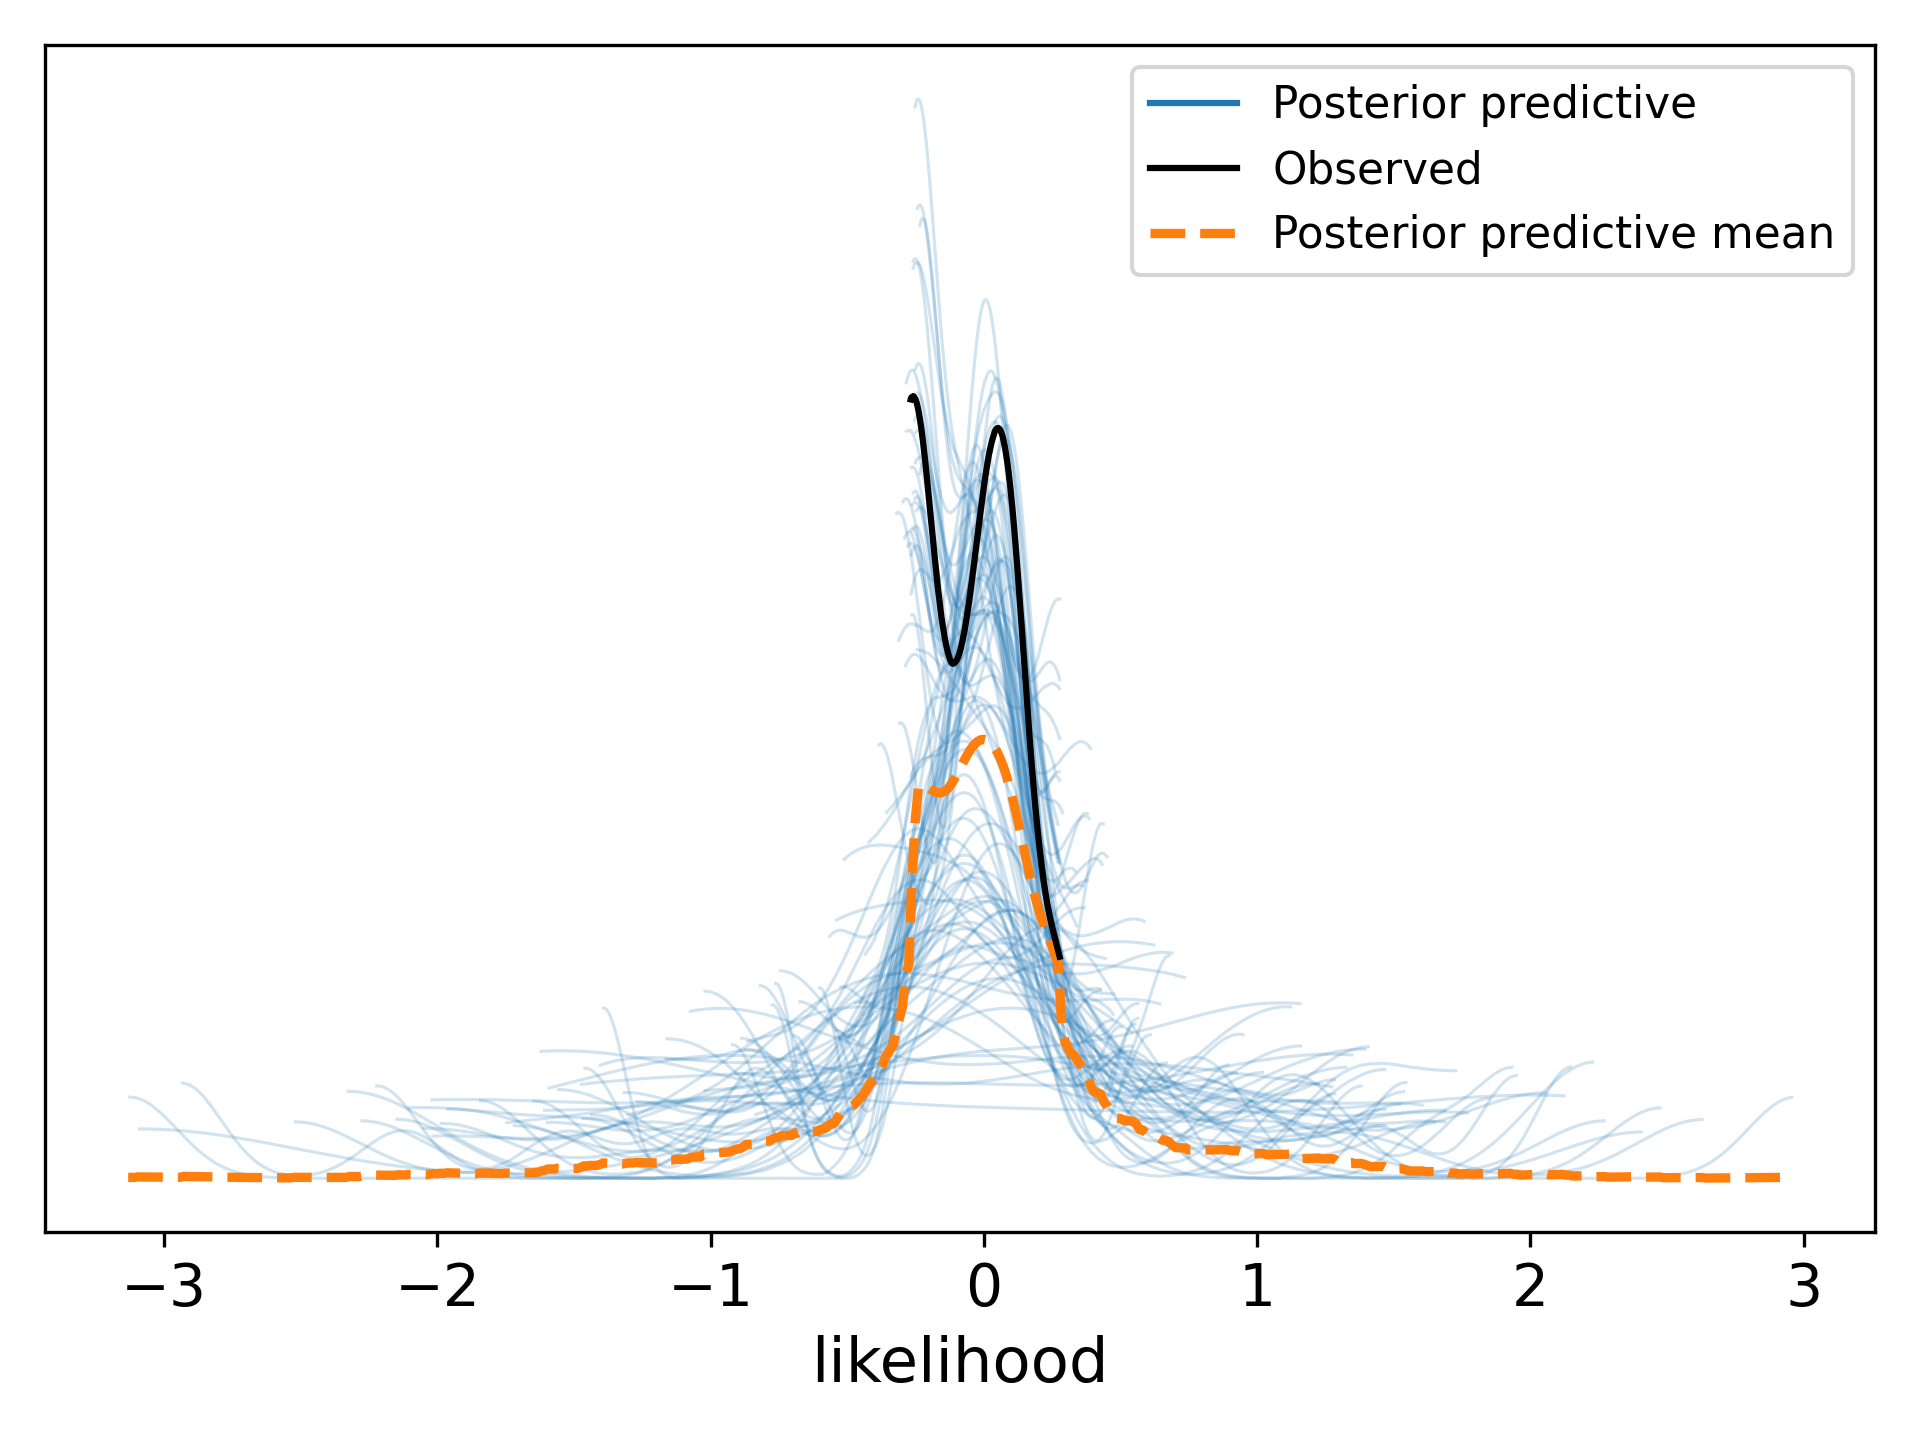 Posterior predictive
Observed
Posterior predictive mean
−3 −2 −1 0 1 2 3
likelihood